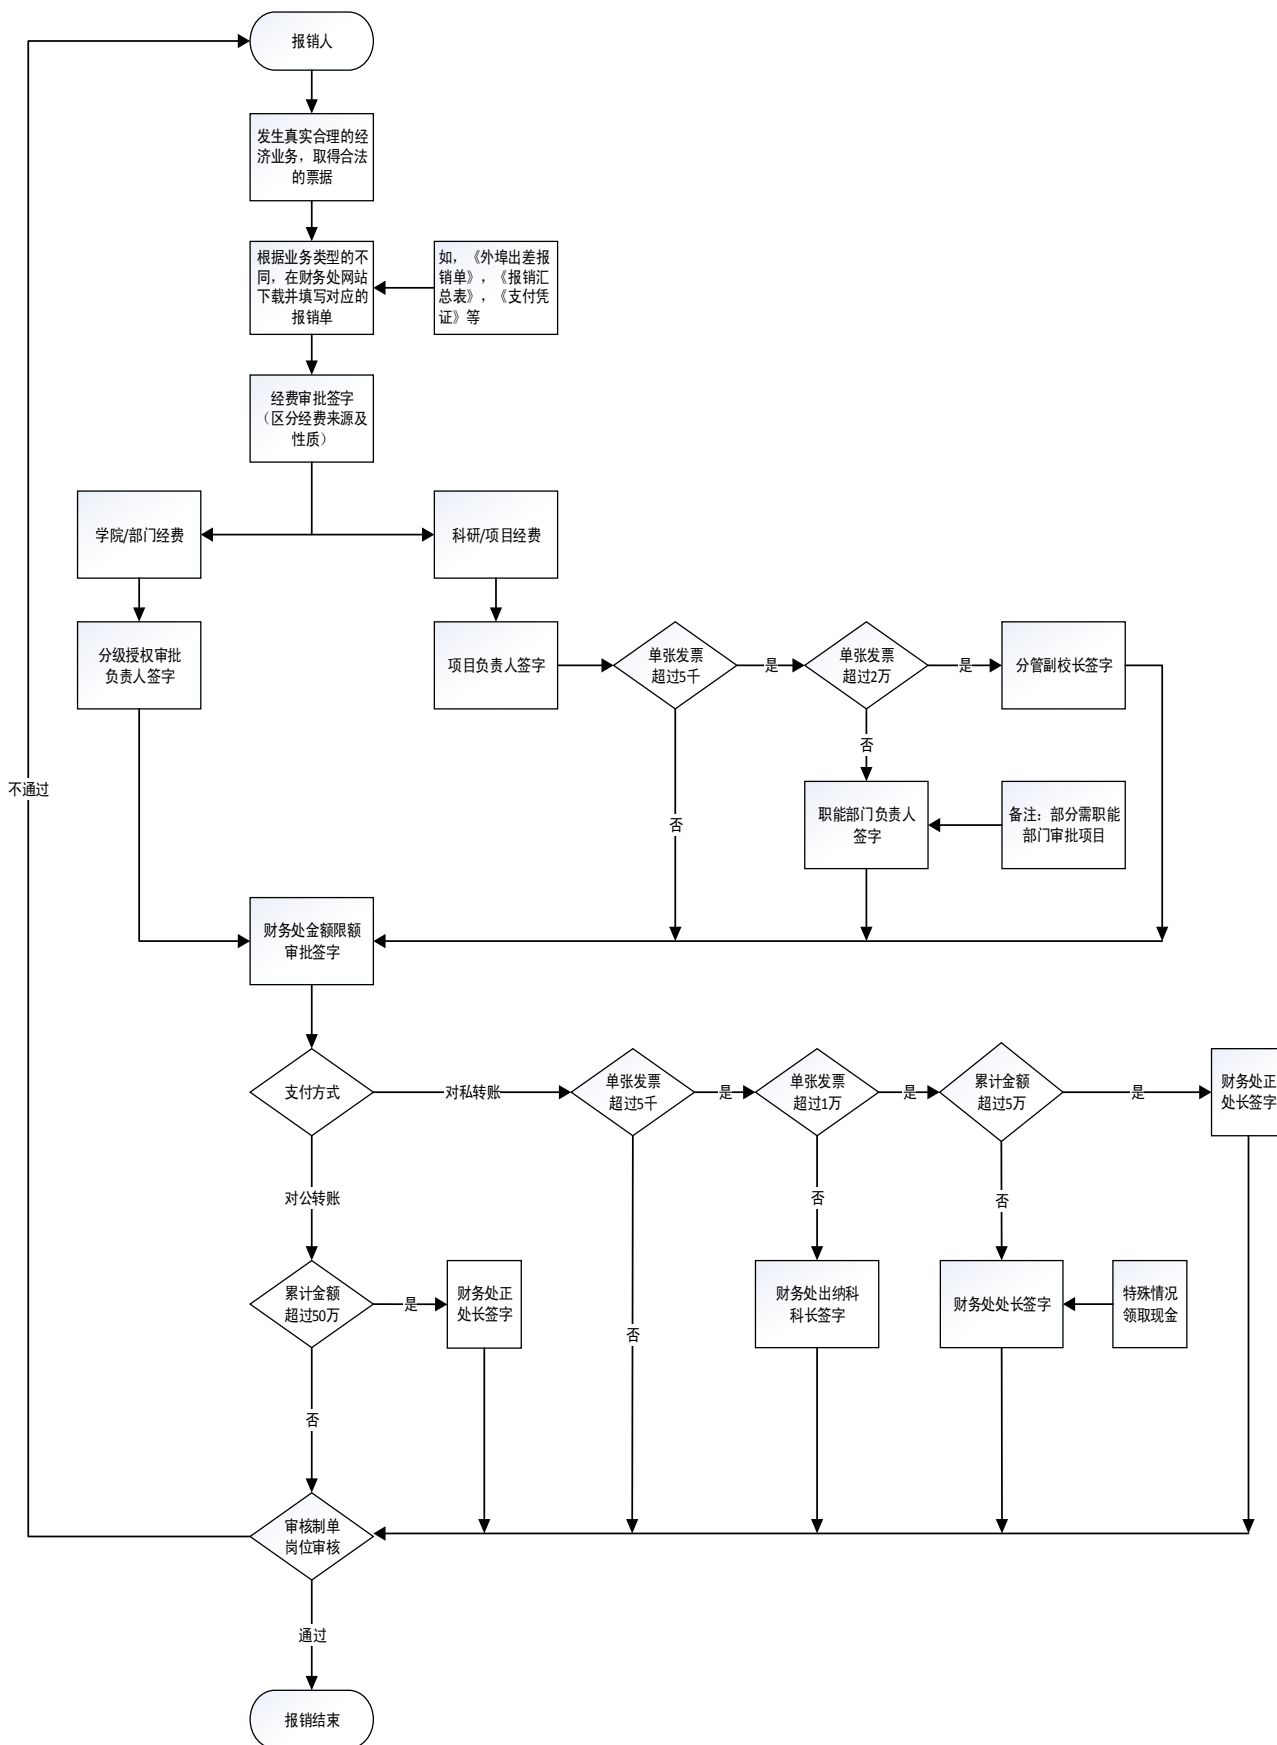 报销人
发生真实合理的经
济业务，取得合法
的票据
根据业务类型的不
同，在财务处网站
下载并填写对应的
报销单
如，《外埠出差报
销单》，《报销汇
总表》，《支付凭
证》等
经费审批签字
（区分经费来源及
性质）
学院/部门经费
科研/项目经费
分级授权审批
负责人签字
项目负责人签字
单张发票
超过5千
是
单张发票
超过2万
是
分管副校长签字
否
不通过
职能部门负责人
签字
备注：部分需职能
部门审批项目
否
财务处金额限额
审批签字
支付方式
对私转账
单张发票
超过5千
是
单张发票
超过1万
是
累计金额
超过5万
是
财务处正
处长签字
对公转账
否
否
累计金额
超过50万
是
财务处正
处长签字
否
财务处出纳科
科长签字
财务处处长签字
特殊情况
领取现金
否
审核制单
岗位审核
通过
报销结束